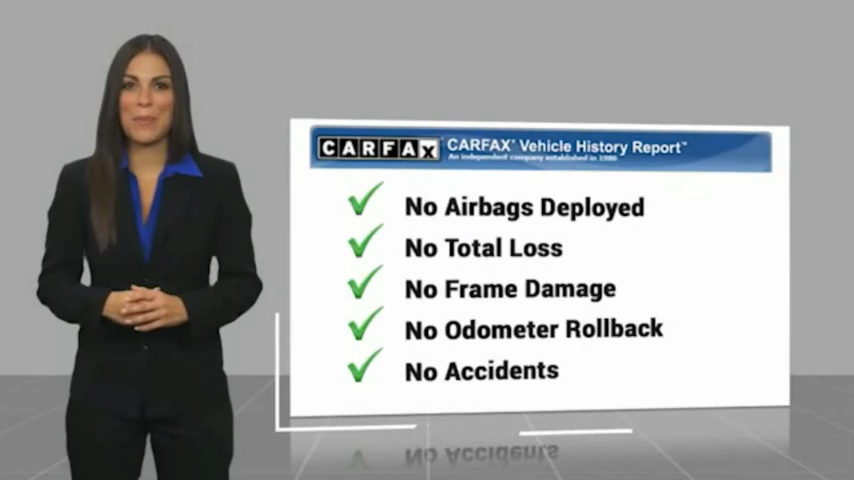 CARFAX CARFAX® Vehicle History Report™
An independent company established in 1986
No Airbags Deployed
No Total Loss
No Frame Damage
No Odometer Rollback
No Accidents
No Accidents